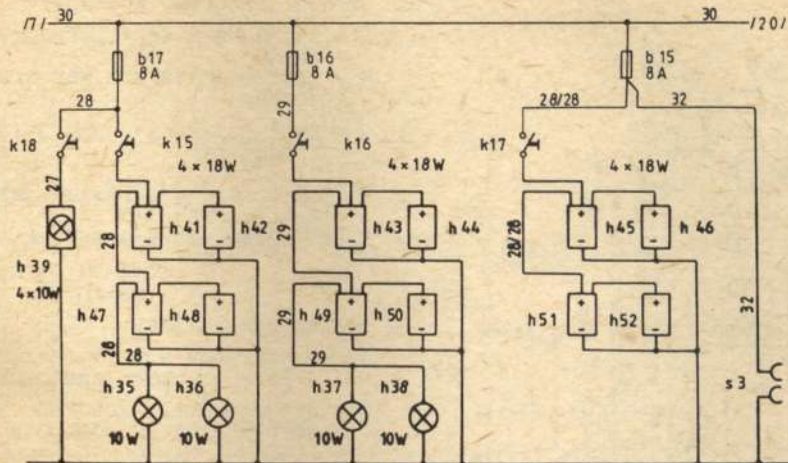 /7/ 30 30 /20/
b17 8A
b16 8A
b15 8A
28 29 28/28 32
k18 k15 k16 k17
4 × 18W 4 × 18W 4 × 18W
27
h41 h42 h43 h44 h45 h46
28 29 28/28
h39
4×10W
h47 h48 h49 h50 h51 h52
32
28 28 29 29
h35 h36 h37 h38 s3
10W 10W 10W 10W